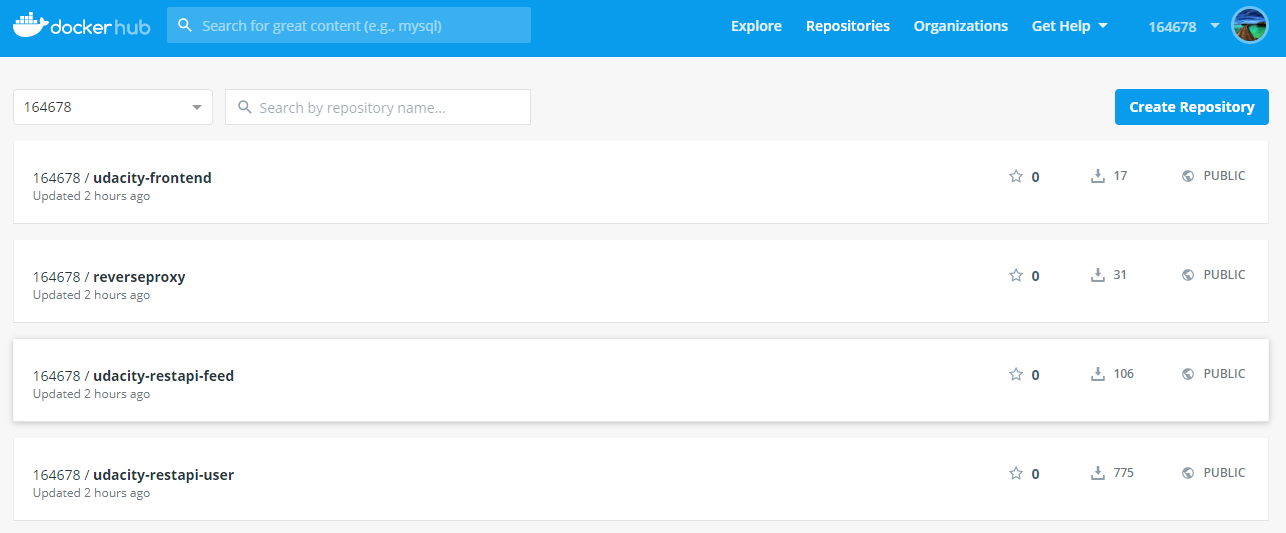 dockerhub Search for great content (e.g., mysql) Explore Repositories Organizations Get Help 164678
164678 Search by repository name... Create Repository
164678 / udacity-frontend 0 17 PUBLIC
Updated 2 hours ago
164678 / reverseproxy 0 31 PUBLIC
Updated 2 hours ago
164678 / udacity-restapi-feed 0 106 PUBLIC
Updated 2 hours ago
164678 / udacity-restapi-user 0 775 PUBLIC
Updated 2 hours ago